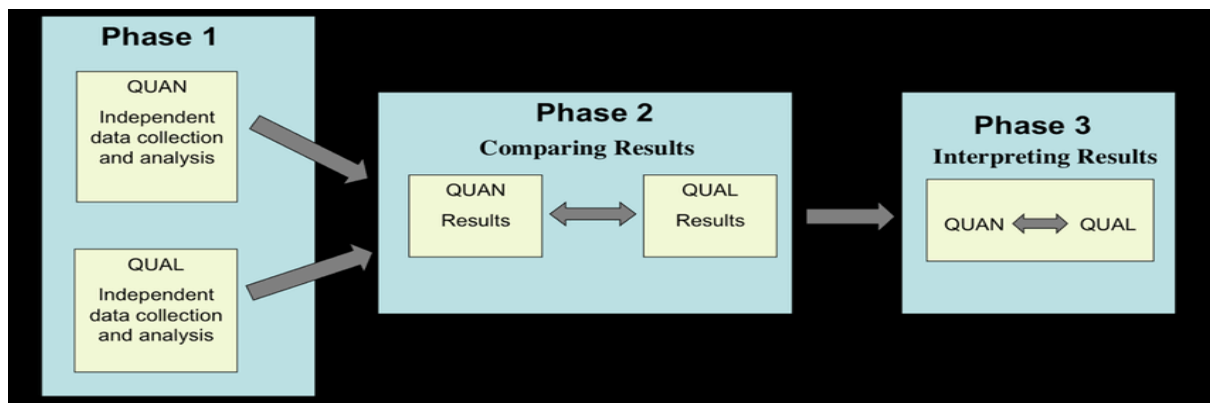 Phase 1
QUAN
Independent
data collection
and analysis
QUAL
Independent
data collection
and analysis
Phase 2
Comparing Results
QUAN
Results
QUAL
Results
Phase 3
Interpreting Results
QUAN QUAL